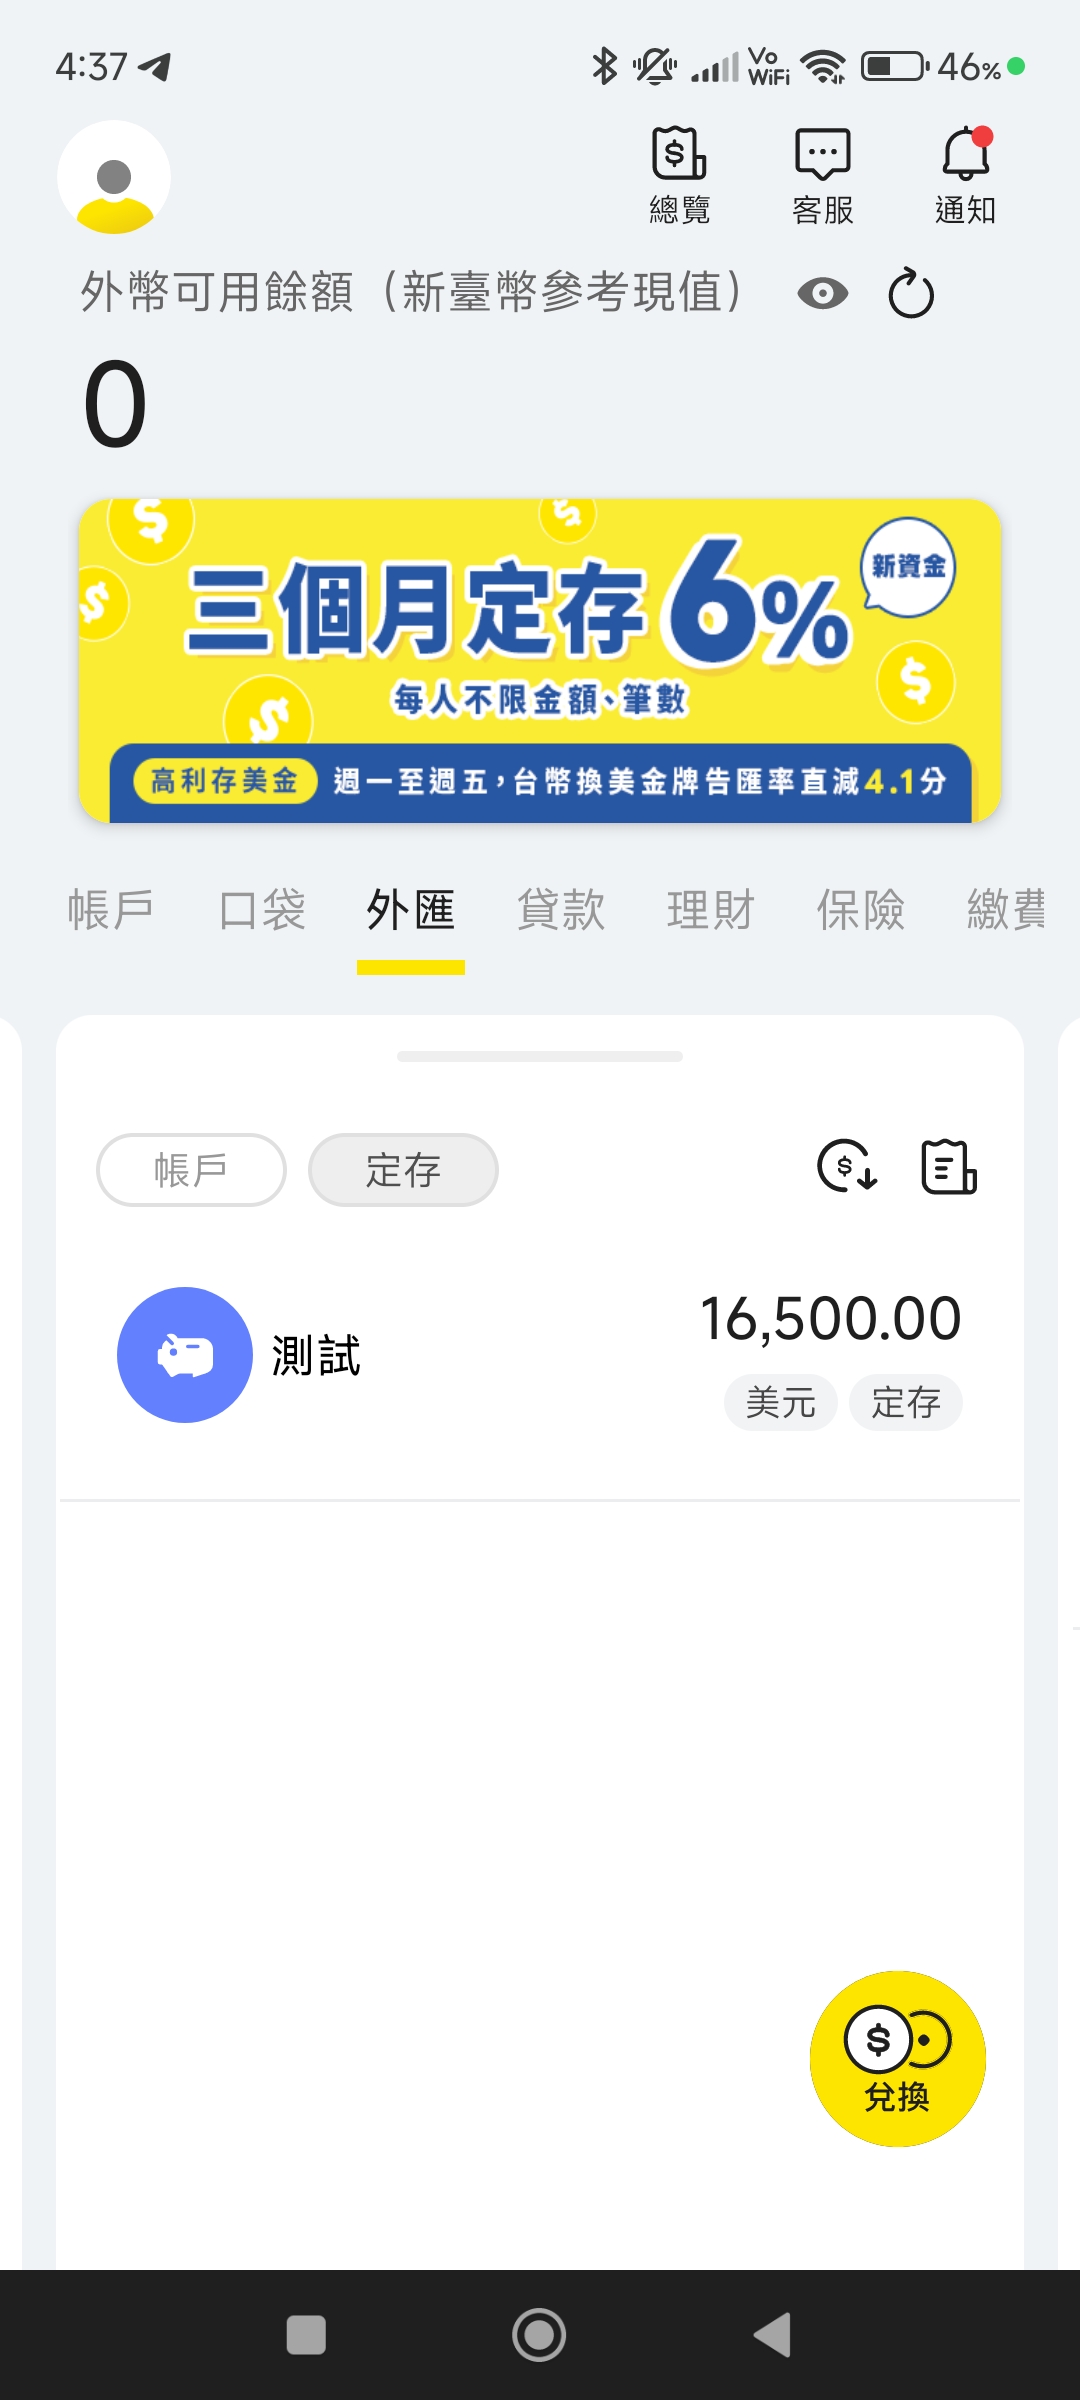 4:37 Vo WiFi 46%
總覽 客服 通知
外幣可用餘額（新臺幣參考現值）
0
三個月定存6% 新資金
每人不限金額、筆數
高利存美金 週一至週五，台幣換美金牌告匯率直減4.1分
帳戶 口袋 外匯 貸款 理財 保險 繳費
帳戶 定存
測試 16,500.00
美元 定存
兌換